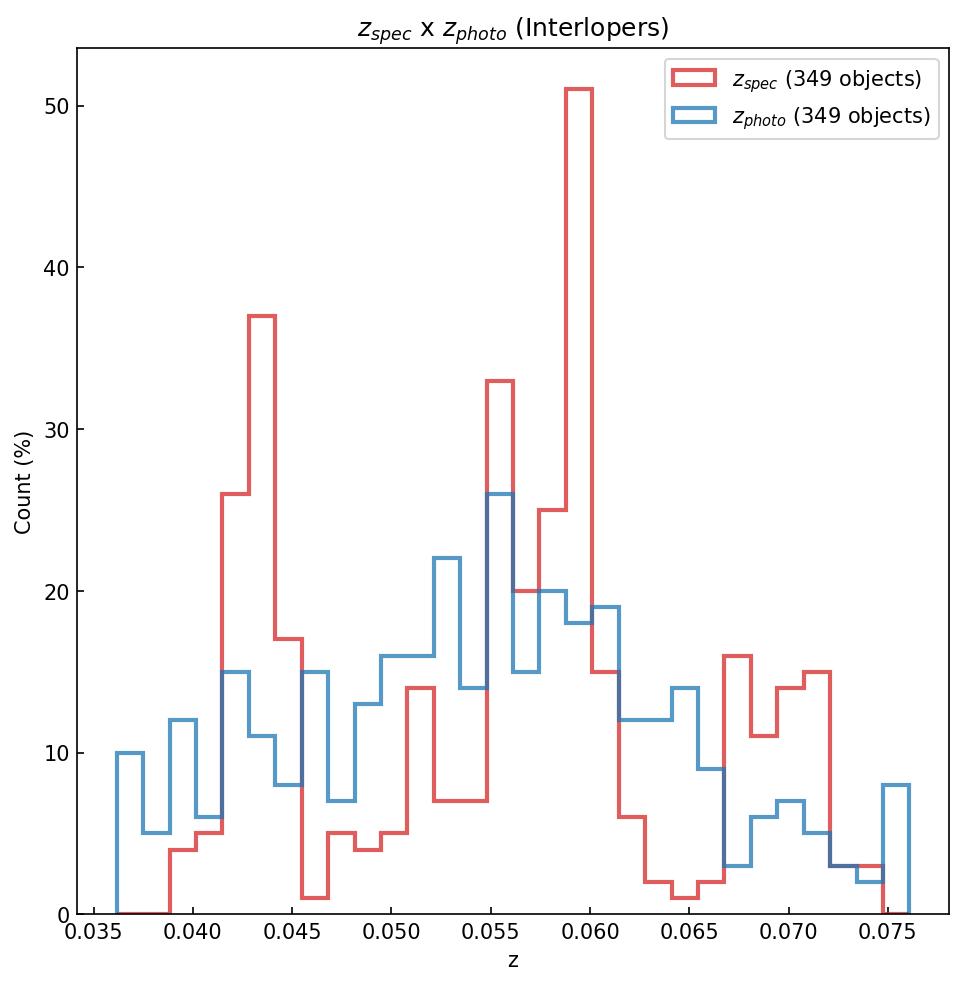 z_spec x z_photo (Interlopers)
z_spec (349 objects)
z_photo (349 objects)
Count (%)
50
40
30
20
10
0
0.035 0.040 0.045 0.050 0.055 0.060 0.065 0.070 0.075
z